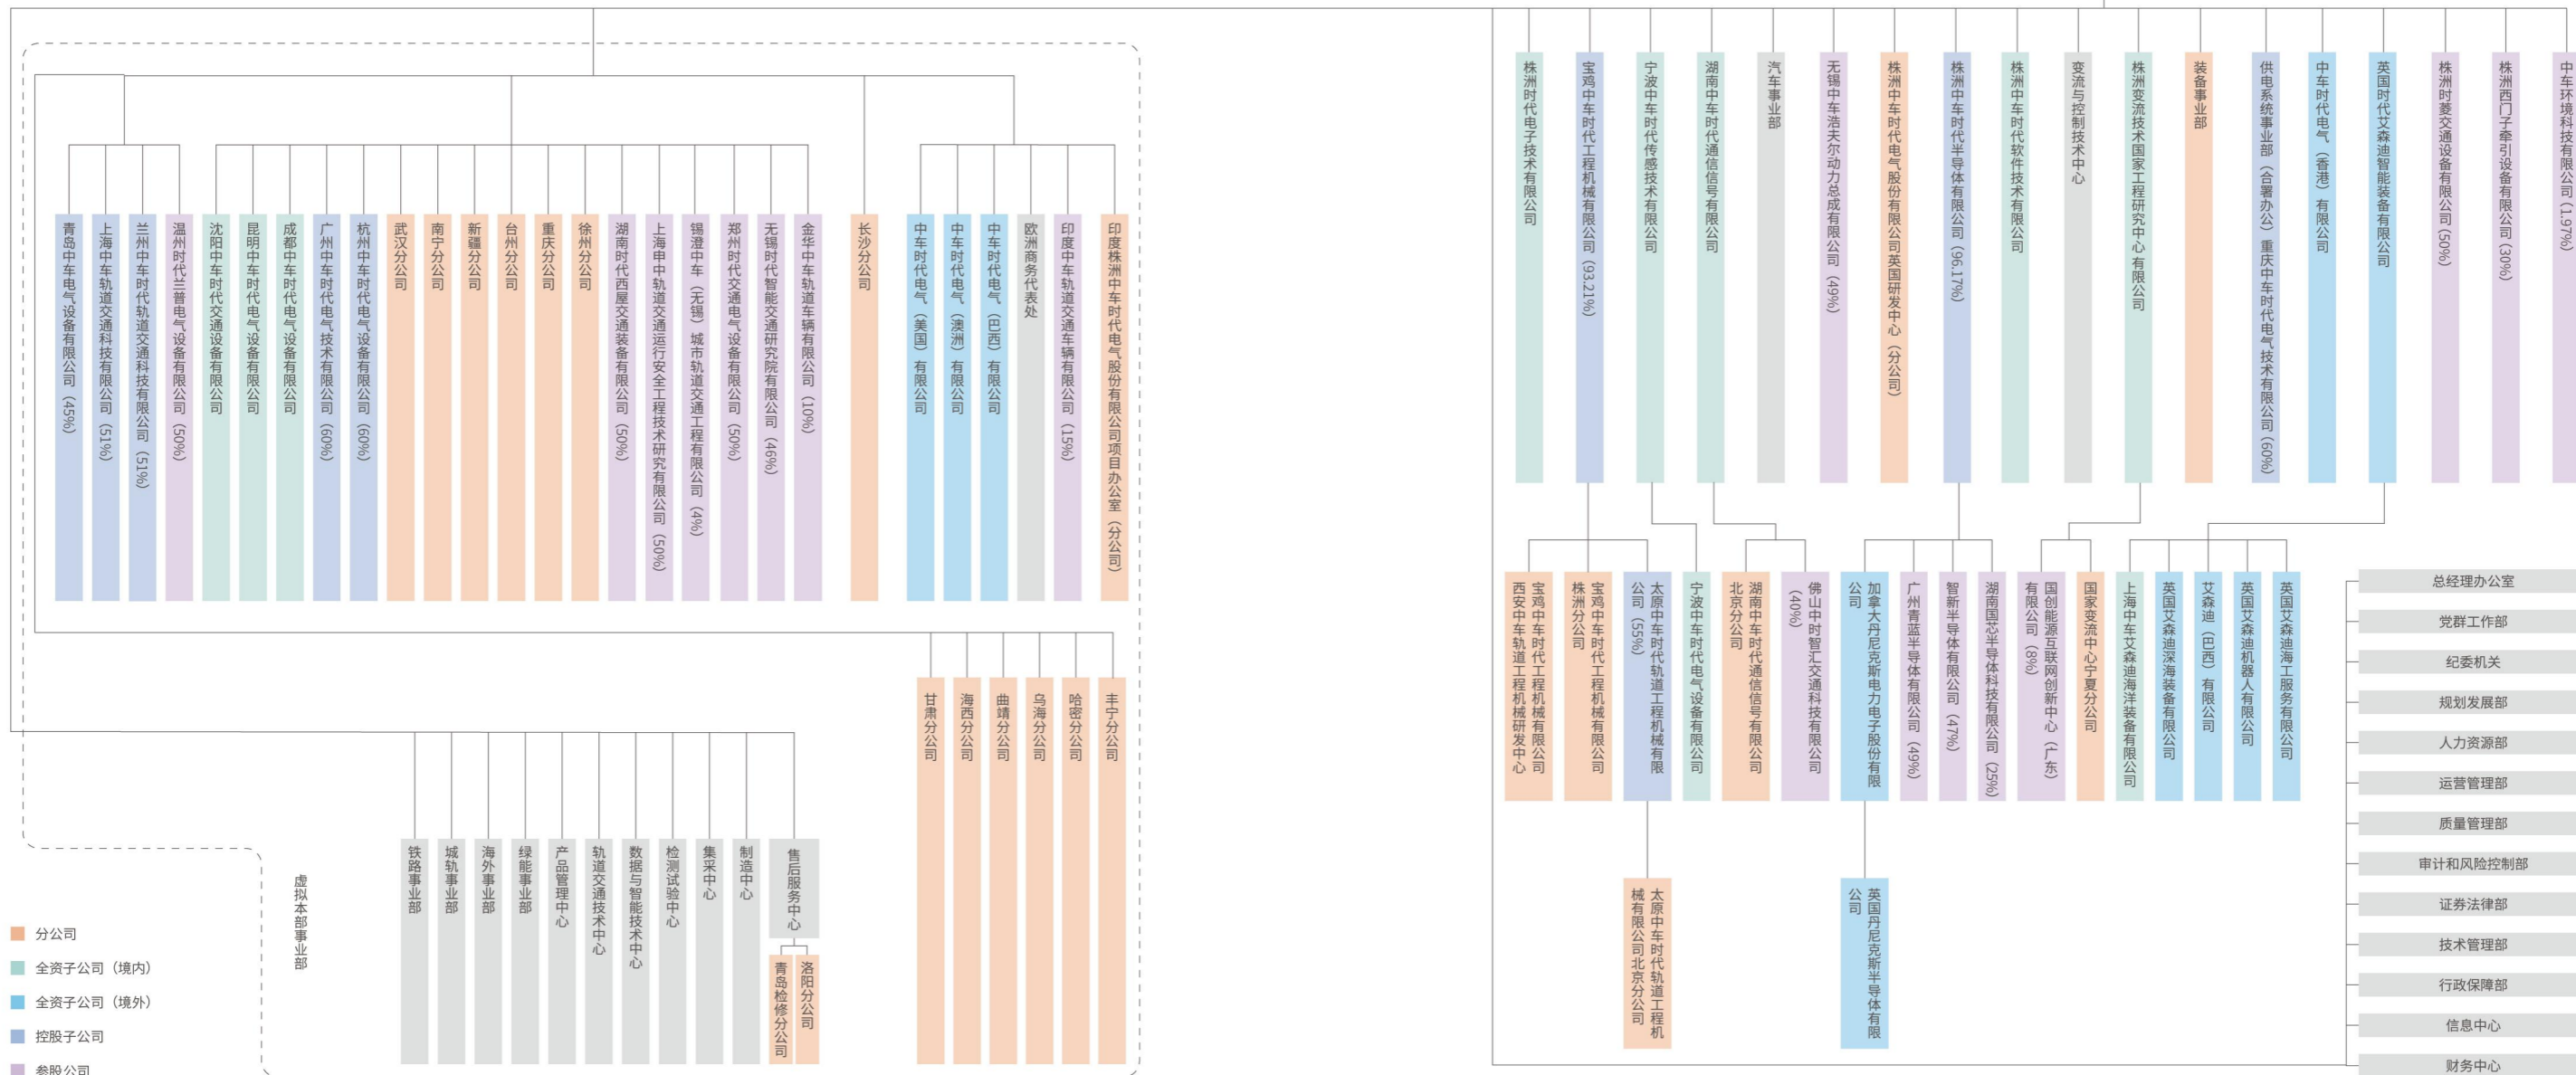 株洲时代电子技术有限公司
宝鸡中车时代工程机械有限公司（93.21%）
宁波中车时代传感技术有限公司
湖南中车时代通信信号有限公司
汽车事业部
无锡中车浩夫尔动力总成有限公司（49%）
株洲中车时代电气股份有限公司英国研发中心（分公司）
株洲中车时代半导体有限公司（96.17%）
株洲中车时代软件技术有限公司
变流与控制技术中心
株洲变流技术国家工程研究中心 有限公司
装备事业部
供电系统事业部（合署办公）重庆中车时代电气技术有限公司（60%）
中车时代电气（香港）有限公司
英国时代艾森迪智能装备有限公司
株洲时菱交通设备有限公司（50%）
株洲西门子牵引设备有限公司（30%）
中车环境科技有限公司（1.97%）
青岛中车电气设备有限公司（45%）
上海中车轨道交通科技有限公司（51%）
兰州中车时代轨道交通科技有限公司（51%）
温州时代兰普电气设备有限公司（50%）
沈阳中车时代交通设备有限公司
昆明中车时代电气设备有限公司
成都中车时代电气设备有限公司
广州中车时代电气技术有限公司（60%）
杭州中车时代电气设备有限公司（60%）
武汉分公司
南宁分公司
新疆分公司
台州分公司
重庆分公司
徐州分公司
湖南时代西屋交通装备有限公司（50%）
上海申中轨道交通运行安全工程技术研究有限公司（50%）
锡澄中车（无锡）城市轨道交通工程有限公司（4%）
郑州时代交通电气设备有限公司（50%）
无锡时代智能交通研究院有限公司（46%）
金华中车轨道车辆有限公司（10%）
长沙分公司
中车时代电气（美国）有限公司
中车时代电气（澳洲）有限公司
中车时代电气（巴西）有限公司
欧洲商务代表处
印度中车轨道交通车辆有限公司（15%）
印度株洲中车时代电气股份有限公司项目办公室（分公司）
宝鸡中车时代工程机械有限公司
西安中车轨道工程机械研发中心
宝鸡中车时代工程机械有限公司
株洲分公司
太原中车时代轨道工程机械有限
公司（55%）
宁波中车时代电气设备有限公司
湖南中车时代通信信号有限公司
北京分公司
佛山中时智汇交通科技有限公司
（40%）
加拿大丹尼克斯电力电子股份有限
公司
广州青蓝半导体有限公司（49%）
智新半导体有限公司（47%）
湖南国芯半导体科技有限公司（25%）
国创能源互联网创新中心（广东）
有限公司（8%）
国家变流中心宁夏分公司
上海中车艾森迪海洋装备有限公司
英国艾森迪深海装备有限公司
艾森迪（巴西）有限公司
英国艾森迪机器人有限公司
英国艾森迪海工服务有限公司
甘肃分公司
海西分公司
曲靖分公司
乌海分公司
哈密分公司
丰宁分公司
铁路事业部
城轨事业部
海外事业部
绿能事业部
产品管理中心
轨道交通技术中心
数据与智能技术中心
检测试验中心
集采中心
制造中心
售后服务中心
青岛检修分公司
洛阳分公司
太原中车时代轨道工程机
械有限公司北京分公司
英国丹尼克斯半导体有限
公司
虚拟本部事业部
总经理办公室
党群工作部
纪委机关
规划发展部
人力资源部
运营管理部
质量管理部
审计和风险控制部
证券法律部
技术管理部
行政保障部
信息中心
财务中心
分公司
全资子公司（境内）
全资子公司（境外）
控股子公司
参股公司